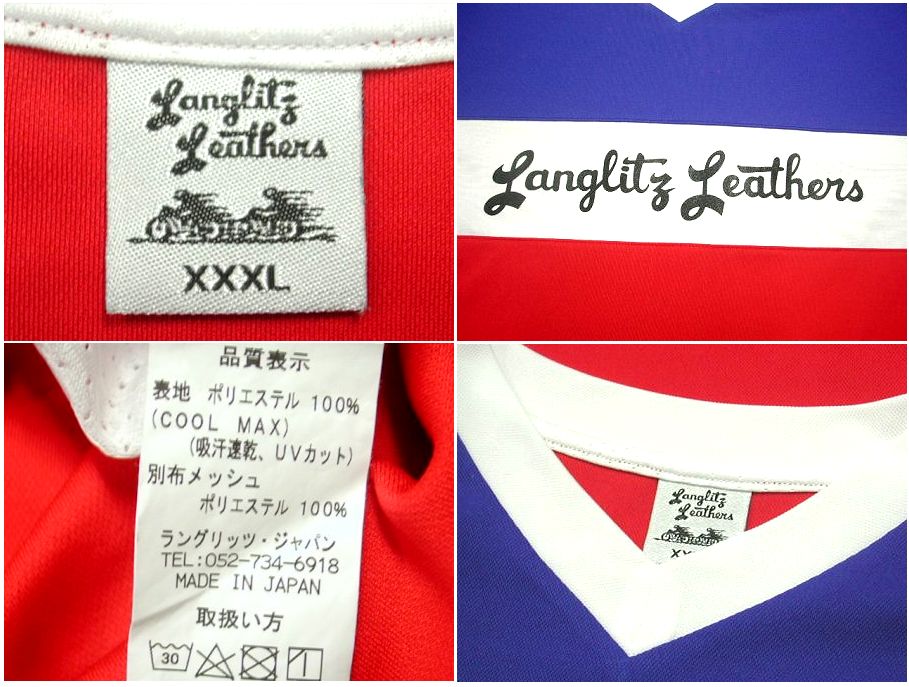 Langlitz
Leathers
XXXL
Langlitz Leathers
品質表示
表地 ポリエステル 100%
(COOL MAX)
(吸汗速乾、UVカット)
別布メッシュ
ポリエステル 100%
ラングリッツ・ジャパン
TEL:052-734-6918
MADE IN JAPAN
取扱い方
30
Langlitz
Leathers